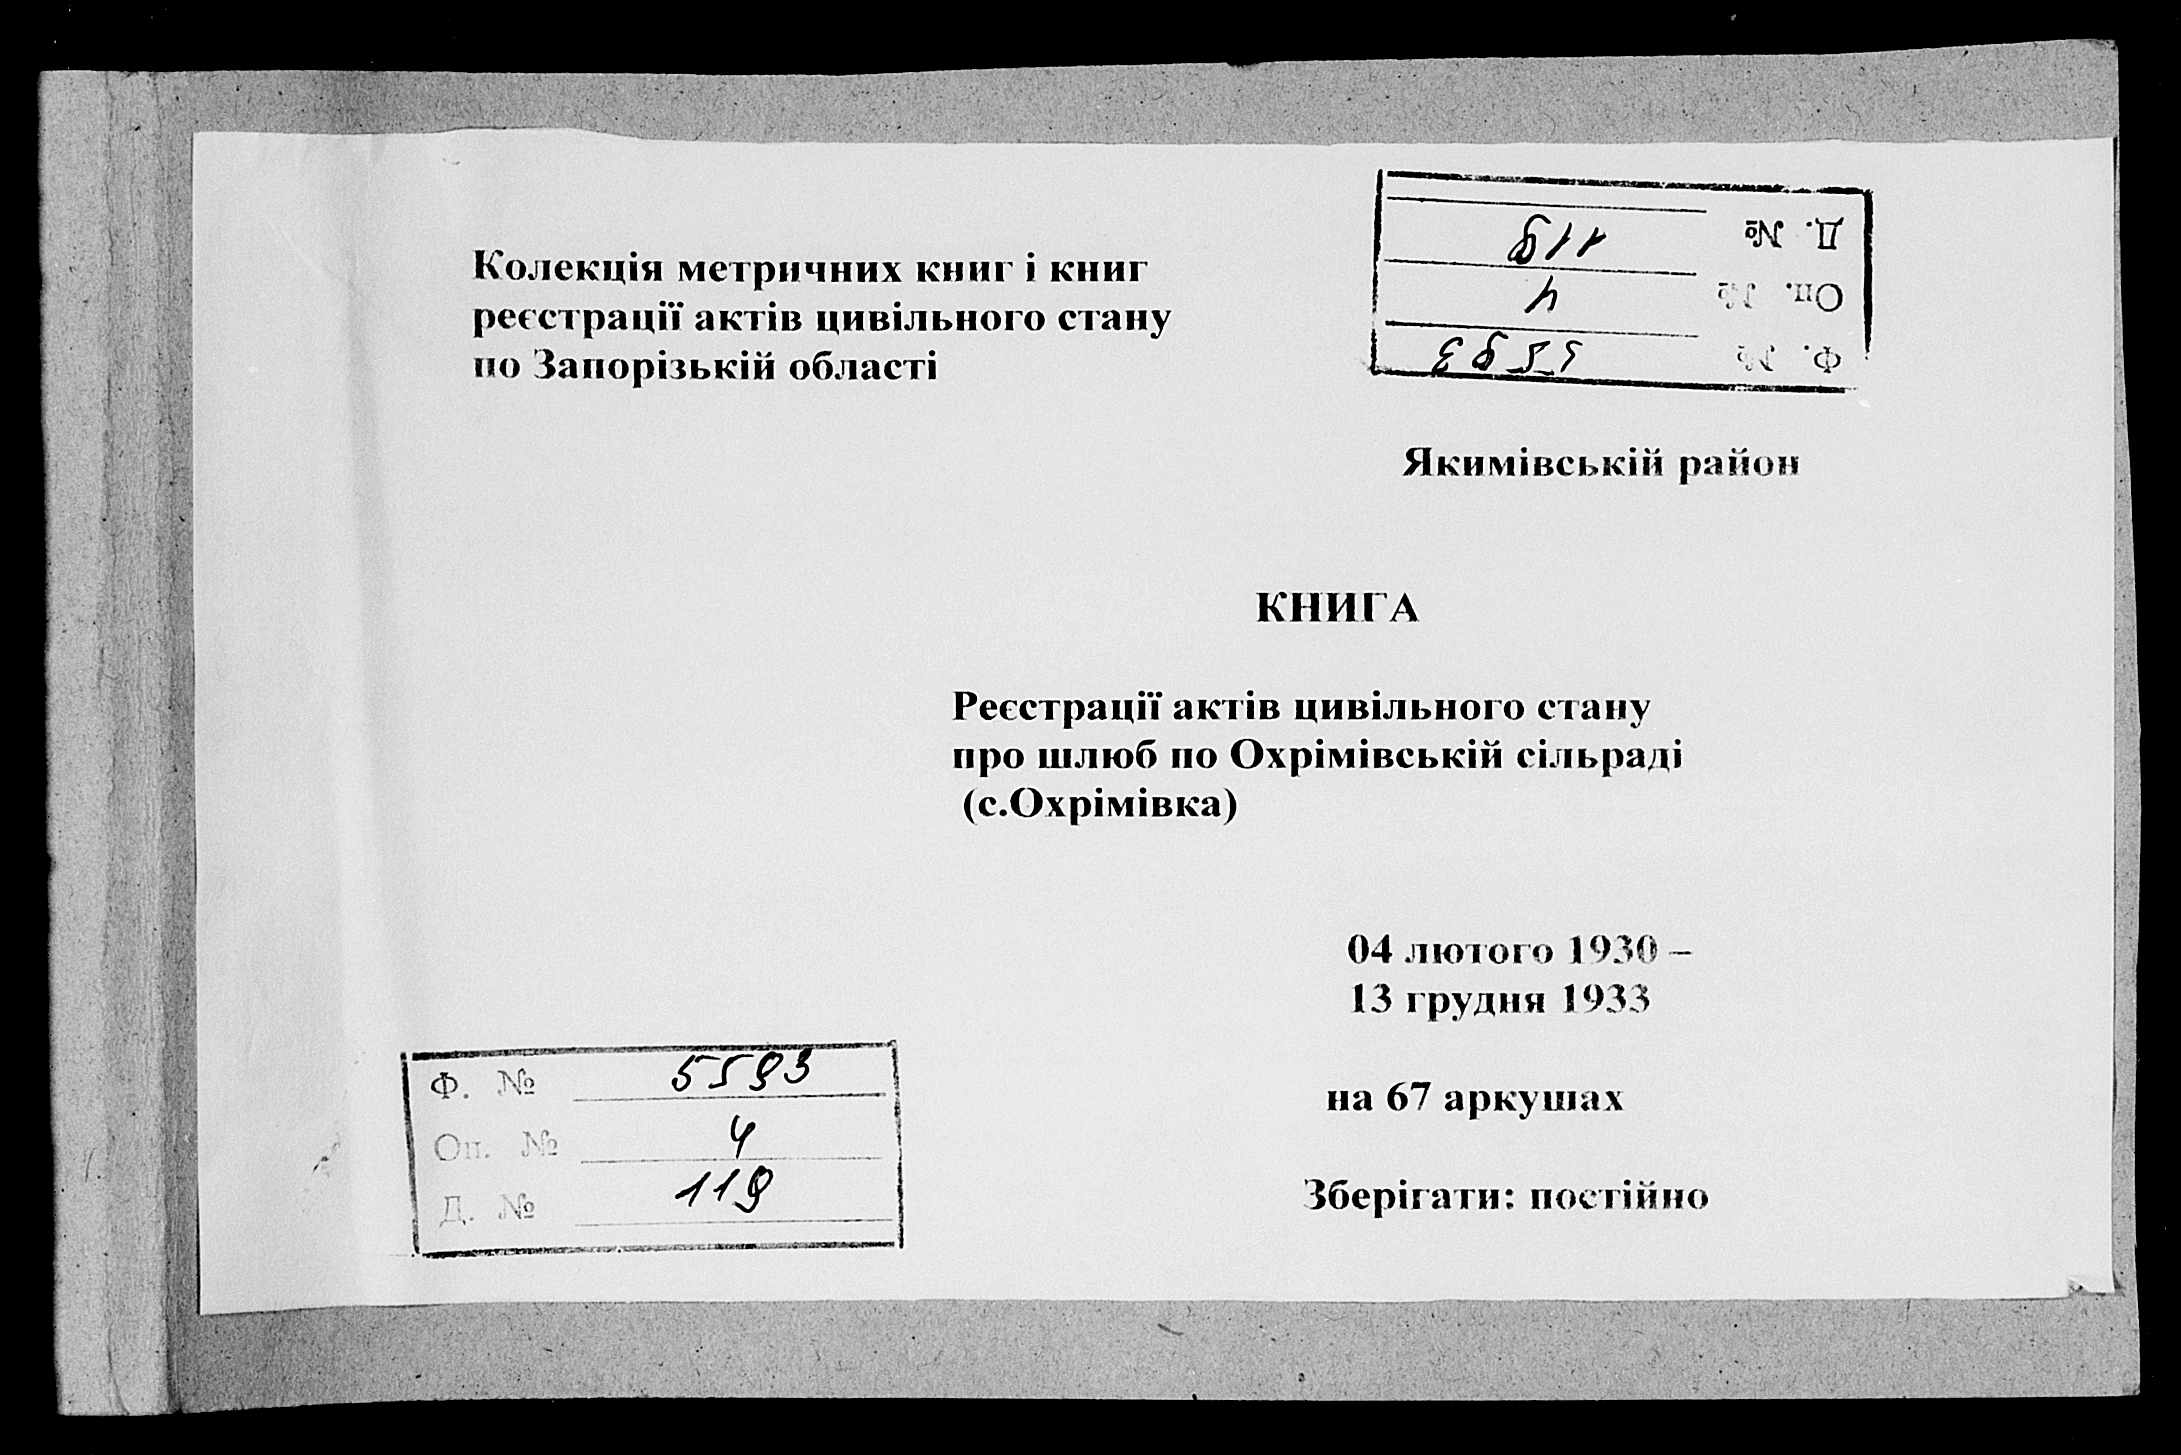 Колекція метричних книг і книг
реєстрації актів цивільного стану
по Запорізькій області
Ф. № 5593
Оп. № 4
Д. № 119
Якимівській район
КНИГА
Реєстрації актів цивільного стану
про шлюб по Охрімівській сільраді
(с.Охрімівка)
04 лютого 1930 –
13 грудня 1933
на 67 аркушах
Зберігати: постійно
Ф. № 5593
Оп. № 4
Д. № 119